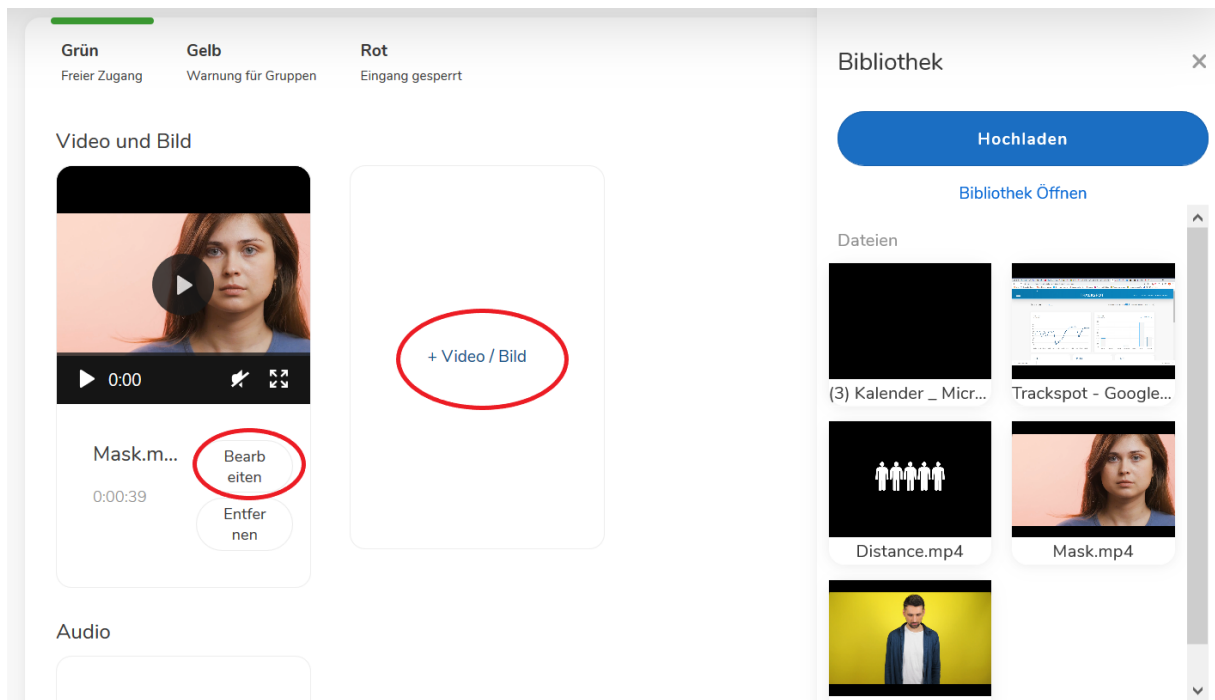 Grün
Gelb
Rot
Freier Zugang
Warnung für Gruppen
Eingang gesperrt
Video und Bild
0:00
Mask.m...
0:00:39
Bearb
eiten
Entfer
nen
+ Video / Bild
Audio
Bibliothek
Hochladen
Bibliothek Öffnen
Dateien
(3) Kalender _ Micr...
Trackspot - Google...
Distance.mp4
Mask.mp4